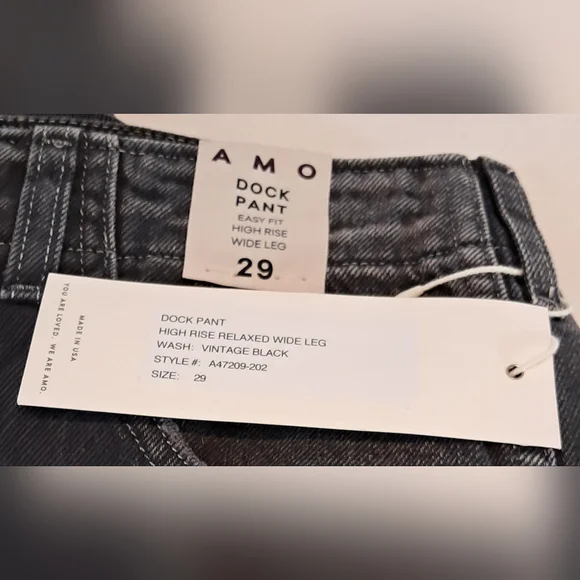 AMO
DOCK
PANT
EASY FIT
HIGH RISE
WIDE LEG
29
DOCK PANT
HIGH RISE RELAXED WIDE LEG
WASH: VINTAGE BLACK
STYLE #: A47209-202
SIZE: 29
MADE IN USA
YOU ARE LOVED. WE ARE AMO.